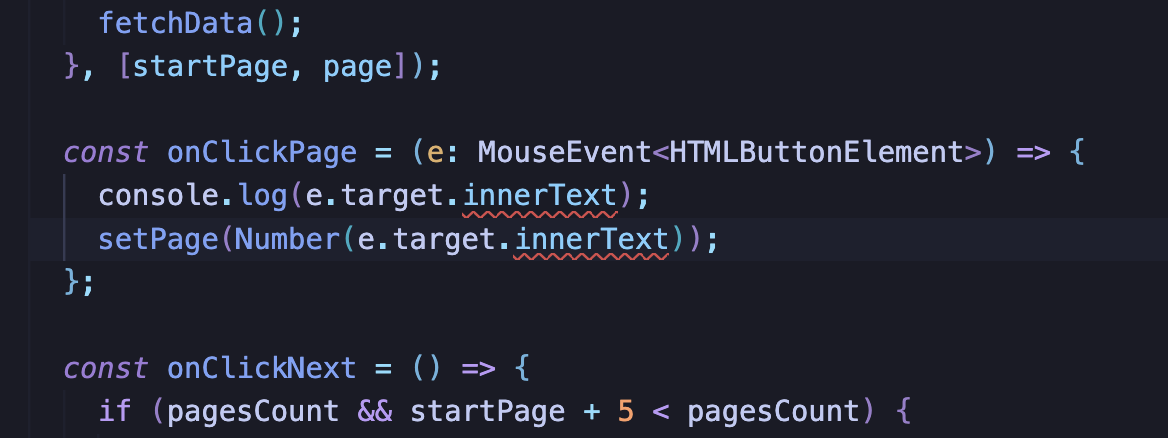 fetchData();
}, [startPage, page]);
const onClickPage = (e: MouseEvent<HTMLButtonElement>) => {
console.log(e.target.innerText);
setPage(Number(e.target.innerText));
};
const onClickNext = () => {
if (pagesCount && startPage + 5 < pagesCount) {